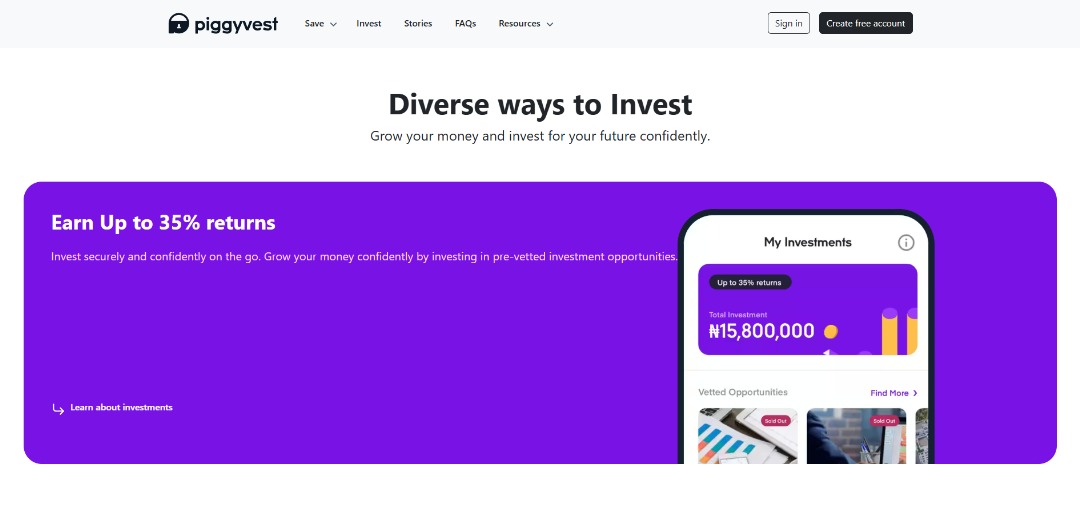 piggyvest
Save
Invest
Stories
FAQs
Resources
Sign in
Create free account
Diverse ways to Invest
Grow your money and invest for your future confidently.
Earn Up to 35% returns
Invest securely and confidently on the go. Grow your money confidently by investing in pre-vetted investment opportunities.
Learn about investments
My Investments
Up to 35% returns
Total Investment
₦15,800,000
Vetted Opportunities
Find More
Sold Out
Sold Out